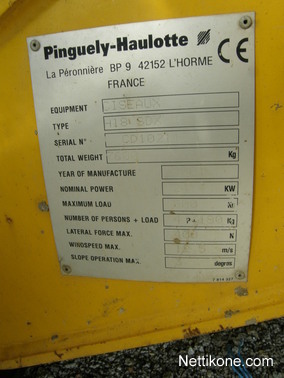 Pinguely-Haulotte
La Péronnière BP 9 42152 L'HORME CE
FRANCE
EQUIPMENT CISEAUX
TYPE
SERIAL N°
TOTAL WEIGHT Kg
YEAR OF MANUFACTURE
NOMINAL POWER KW
MAXIMUM LOAD
NUMBER OF PERSONS + LOAD Kg
LATERAL FORCE MAX. N
WINDSPEED MAX. m/s
SLOPE OPERATION MAX. degres
Nettikone.com